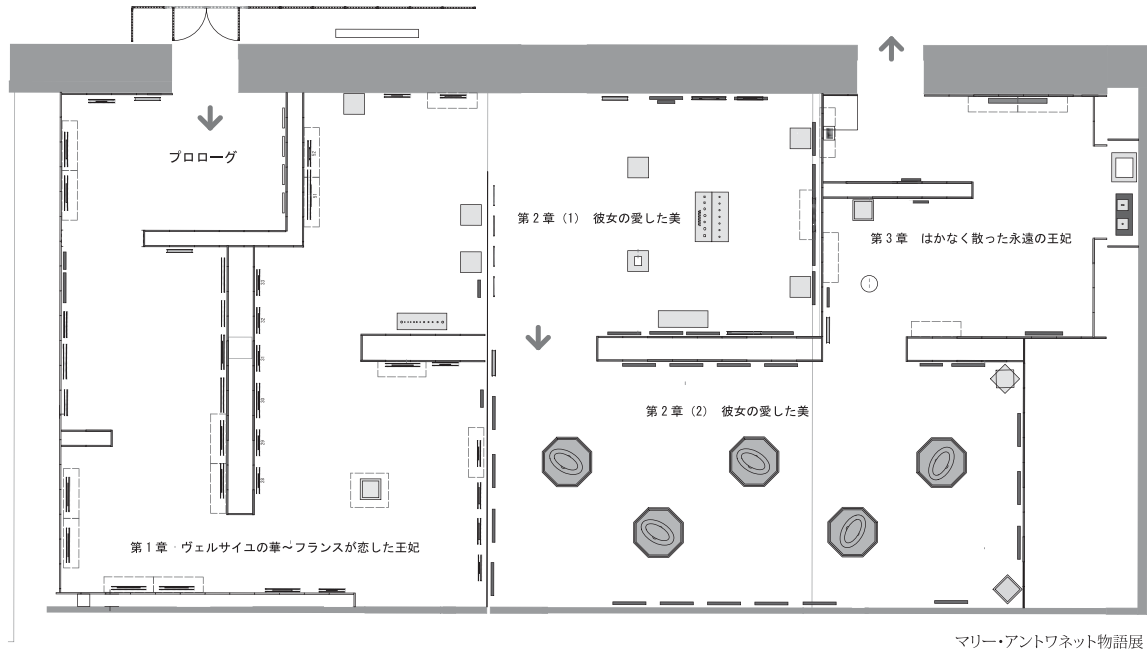 プロローグ
第2章（1） 彼女の愛した美
第3章 はかなく散った永遠の王妃
第2章（2） 彼女の愛した美
第1章 ヴェルサイユの華〜フランスが恋した王妃
マリー・アントワネット物語展